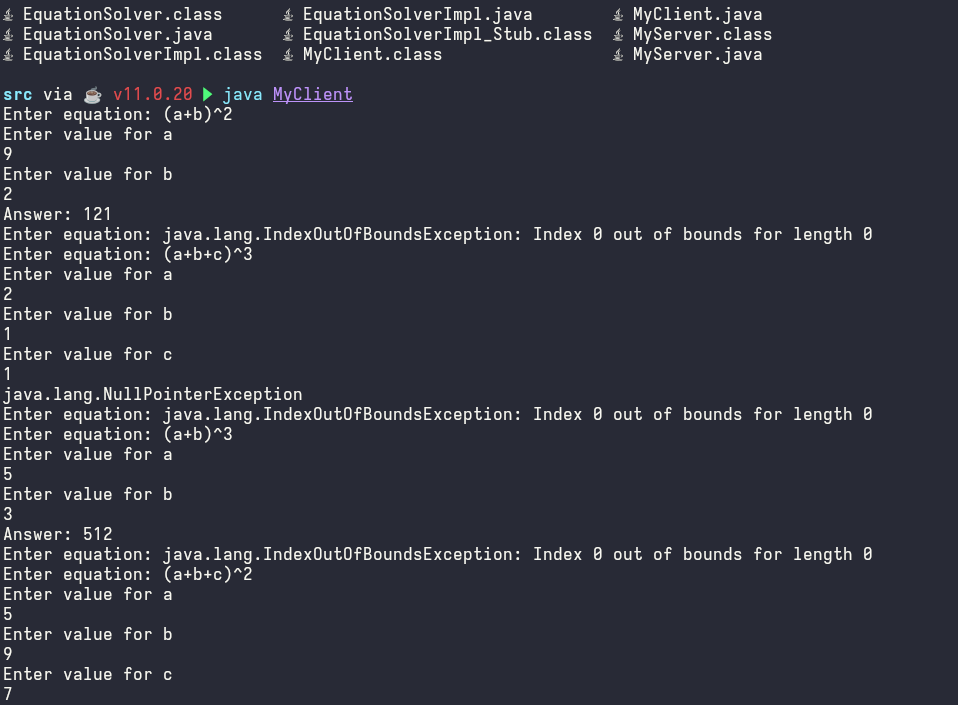 EquationSolver.class EquationSolverImpl.java MyClient.java
EquationSolver.java EquationSolverImpl_Stub.class MyServer.class
EquationSolverImpl.class MyClient.class MyServer.java
src via v11.0.20 java MyClient
Enter equation: (a+b)^2
Enter value for a
9
Enter value for b
2
Answer: 121
Enter equation: java.lang.IndexOutOfBoundsException: Index 0 out of bounds for length 0
Enter equation: (a+b+c)^3
Enter value for a
2
Enter value for b
1
Enter value for c
1
java.lang.NullPointerException
Enter equation: java.lang.IndexOutOfBoundsException: Index 0 out of bounds for length 0
Enter equation: (a+b)^3
Enter value for a
5
Enter value for b
3
Answer: 512
Enter equation: java.lang.IndexOutOfBoundsException: Index 0 out of bounds for length 0
Enter equation: (a+b+c)^2
Enter value for a
5
Enter value for b
9
Enter value for c
7